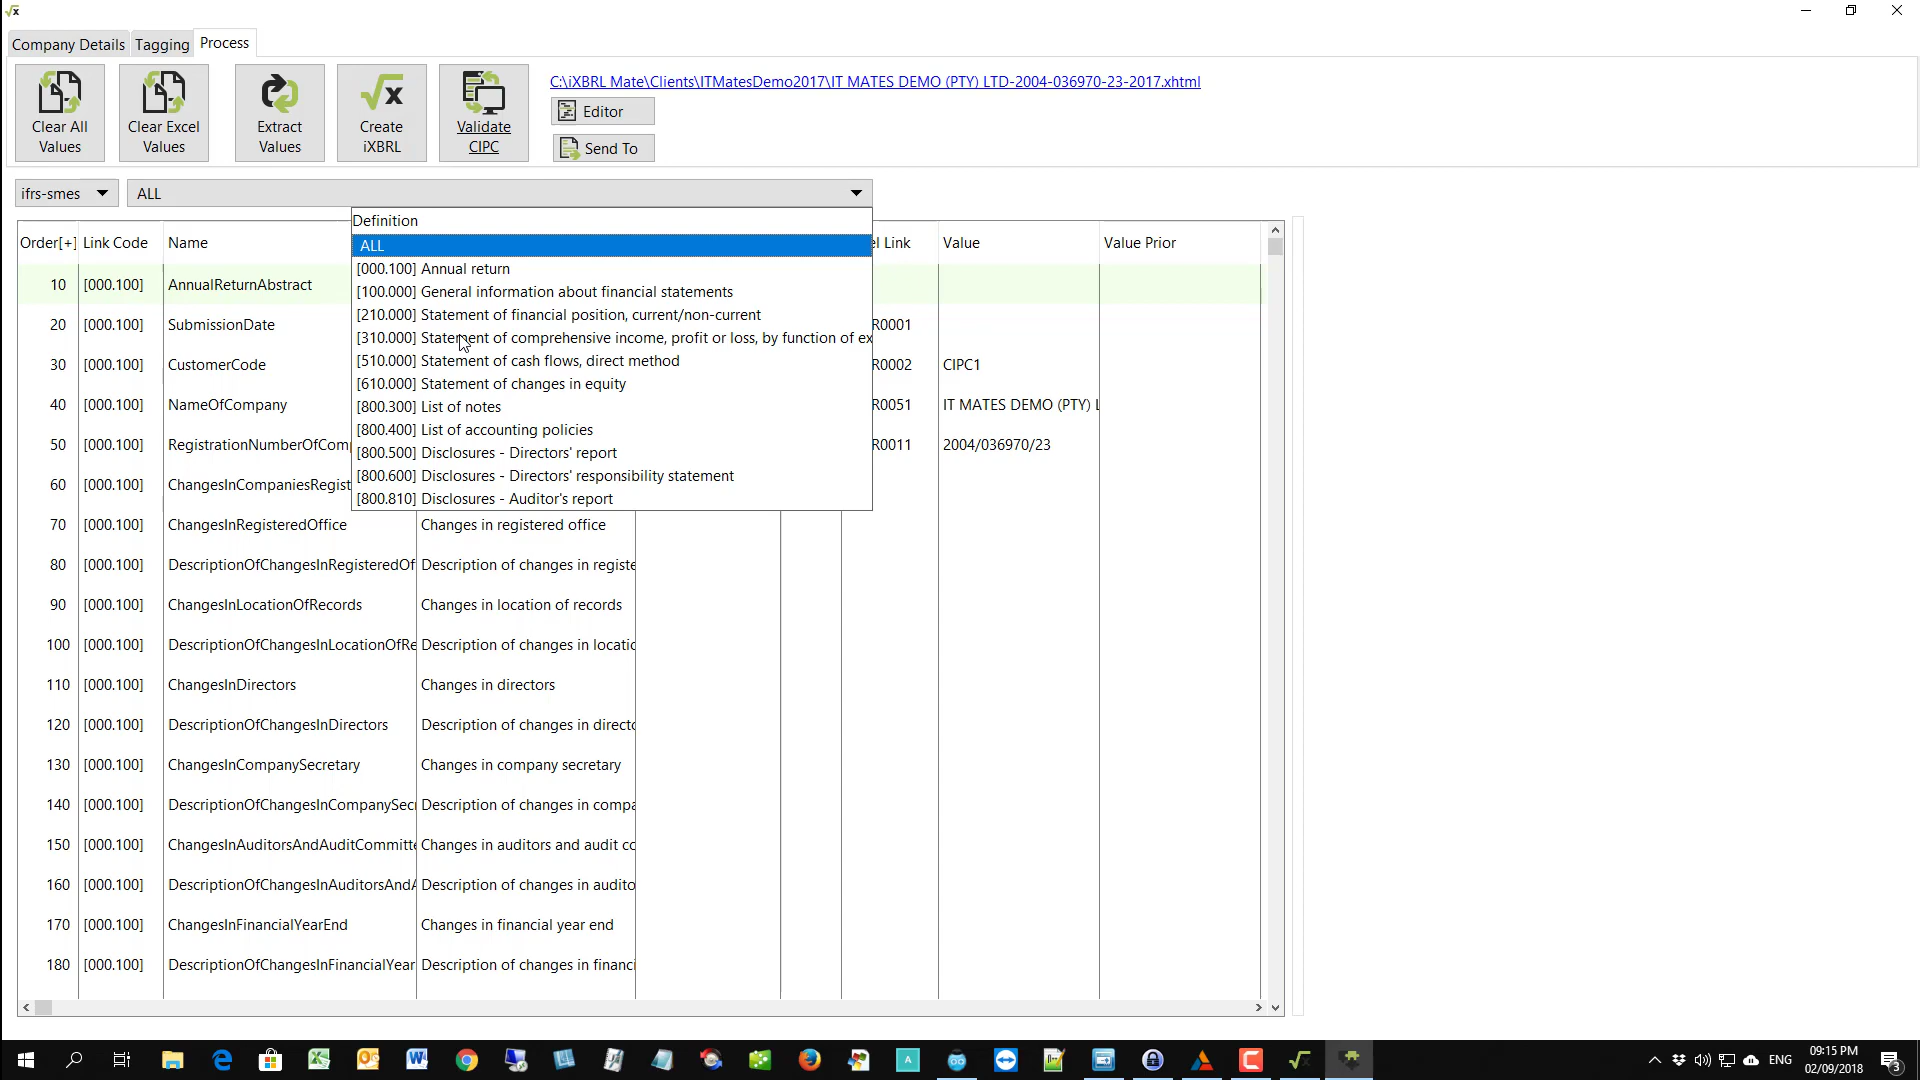 Company Details Tagging Process
Clear All Values
Clear Excel Values
Extract Values
Create iXBRL
Validate CIPC
C:\iXBRL Mate\Clients\ITMatesDemo2017\IT MATES DEMO (PTY) LTD-2004-036970-23-2017.xhtml
Editor
Send To
ifrs-smes ALL
Definition
ALL
[000.100] Annual return
[100.000] General information about financial statements
[210.000] Statement of financial position, current/non-current
[310.000] Statement of comprehensive income, profit or loss, by function of ex
[510.000] Statement of cash flows, direct method
[610.000] Statement of changes in equity
[800.300] List of notes
[800.400] List of accounting policies
[800.500] Disclosures - Directors' report
[800.600] Disclosures - Directors' responsibility statement
[800.810] Disclosures - Auditor's report
Order[+] Link Code Name el Link Value Value Prior
10 [000.100] AnnualReturnAbstract
20 [000.100] SubmissionDate R0001
30 [000.100] CustomerCode R0002 CIPC1
40 [000.100] NameOfCompany R0051 IT MATES DEMO (PTY) L
50 [000.100] RegistrationNumberOfComp R0011 2004/036970/23
60 [000.100] ChangesInCompaniesRegist
70 [000.100] ChangesInRegisteredOffice Changes in registered office
80 [000.100] DescriptionOfChangesInRegisteredOf Description of changes in registe
90 [000.100] ChangesInLocationOfRecords Changes in location of records
100 [000.100] DescriptionOfChangesInLocationOfRe Description of changes in locatio
110 [000.100] ChangesInDirectors Changes in directors
120 [000.100] DescriptionOfChangesInDirectors Description of changes in directo
130 [000.100] ChangesInCompanySecretary Changes in company secretary
140 [000.100] DescriptionOfChangesInCompanySecr Description of changes in compa
150 [000.100] ChangesInAuditorsAndAuditCommitte Changes in auditors and audit co
160 [000.100] DescriptionOfChangesInAuditorsAndA Description of changes in audito
170 [000.100] ChangesInFinancialYearEnd Changes in financial year end
180 [000.100] DescriptionOfChangesInFinancialYear Description of changes in financi
ENG 09:15 PM
02/09/2018
3